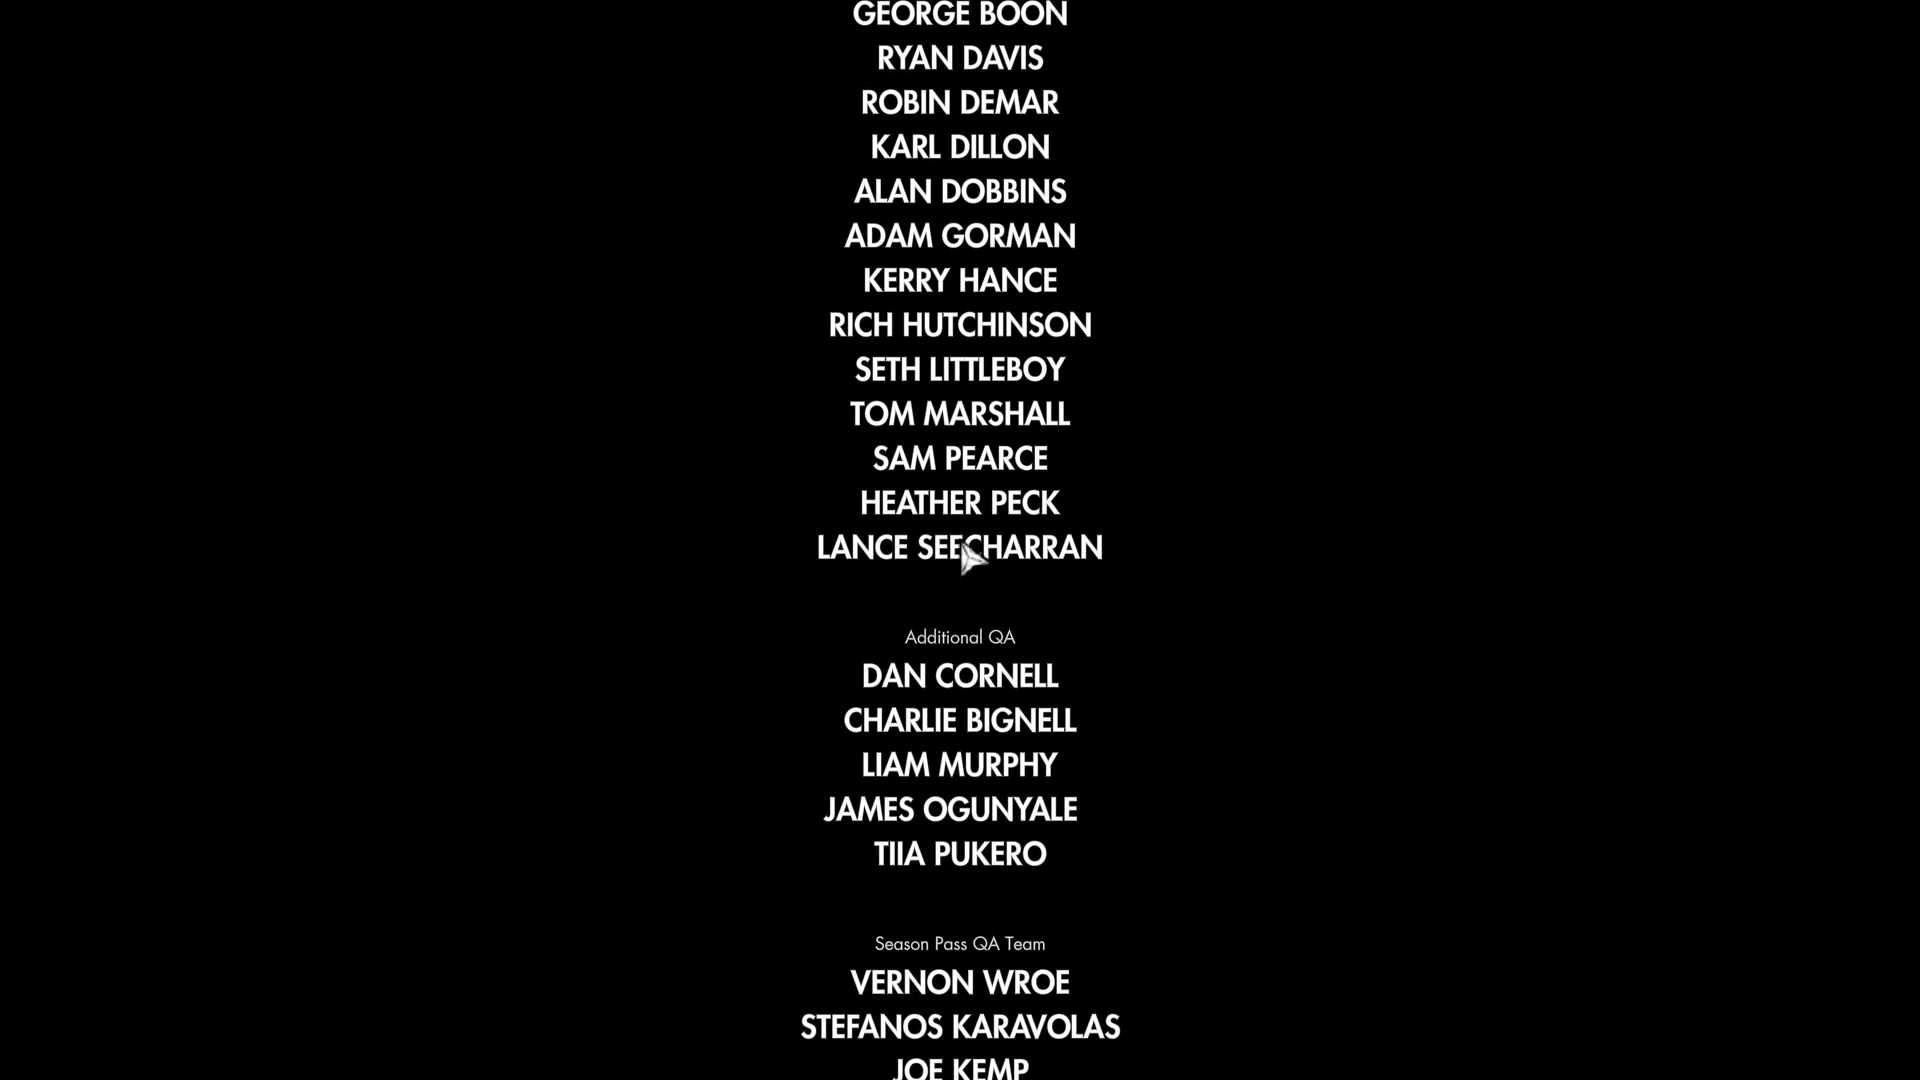 GEORGE BOON
RYAN DAVIS
ROBIN DEMAR
KARL DILLON
ALAN DOBBINS
ADAM GORMAN
KERRY HANCE
RICH HUTCHINSON
SETH LITTLEBOY
TOM MARSHALL
SAM PEARCE
HEATHER PECK
LANCE SEECHARRAN
Additional QA
DAN CORNELL
CHARLIE BIGNELL
LIAM MURPHY
JAMES OGUNYALE
TIIA PUKERO
Season Pass QA Team
VERNON WROE
STEFANOS KARAVOLAS
JOE KEMP